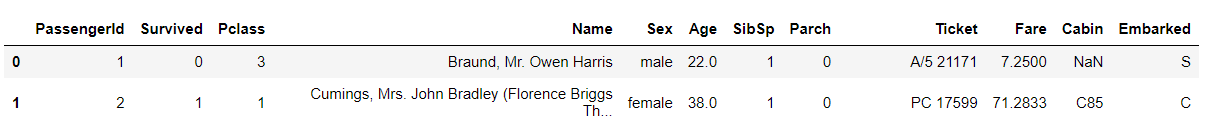 PassengerId Survived Pclass Name Sex Age SibSp Parch Ticket Fare Cabin Embarked
0 1 0 3 Braund, Mr. Owen Harris male 22.0 1 0 A/5 21171 7.2500 NaN S
1 2 1 1 Cumings, Mrs. John Bradley (Florence Briggs Th... female 38.0 1 0 PC 17599 71.2833 C85 C